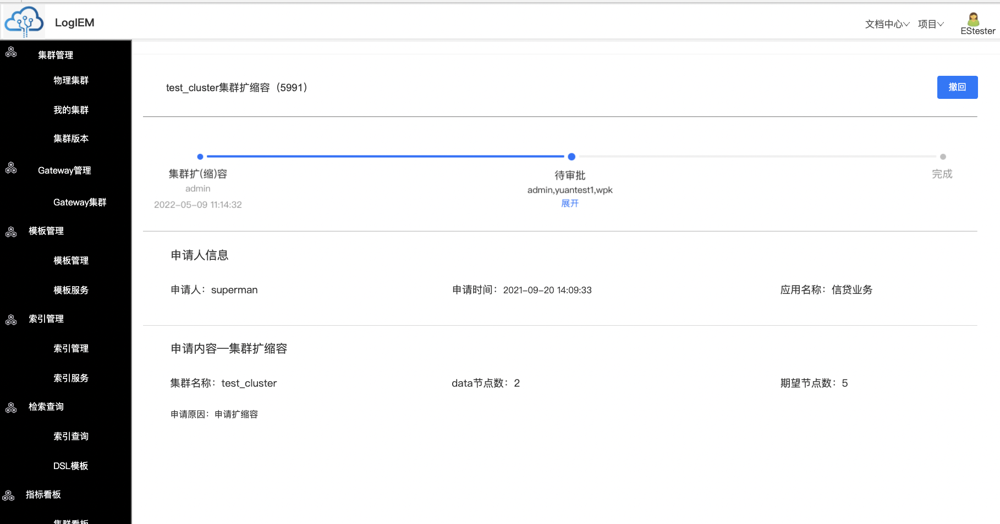 LogIEM
文档中心 项目 EStester
集群管理
物理集群
我的集群
集群版本
Gateway管理
Gateway集群
模板管理
模板管理
模板服务
索引管理
索引管理
索引服务
检索查询
索引查询
DSL模板
指标看板
集群看板
test_cluster集群扩缩容（5991）
撤回
集群扩(缩)容
admin
2022-05-09 11:14:32
待审批
admin,yuantest1,wpk
展开
完成
申请人信息
申请人：superman 申请时间：2021-09-20 14:09:33 应用名称：信贷业务
申请内容—集群扩缩容
集群名称：test_cluster data节点数：2 期望节点数：5
申请原因：申请扩缩容